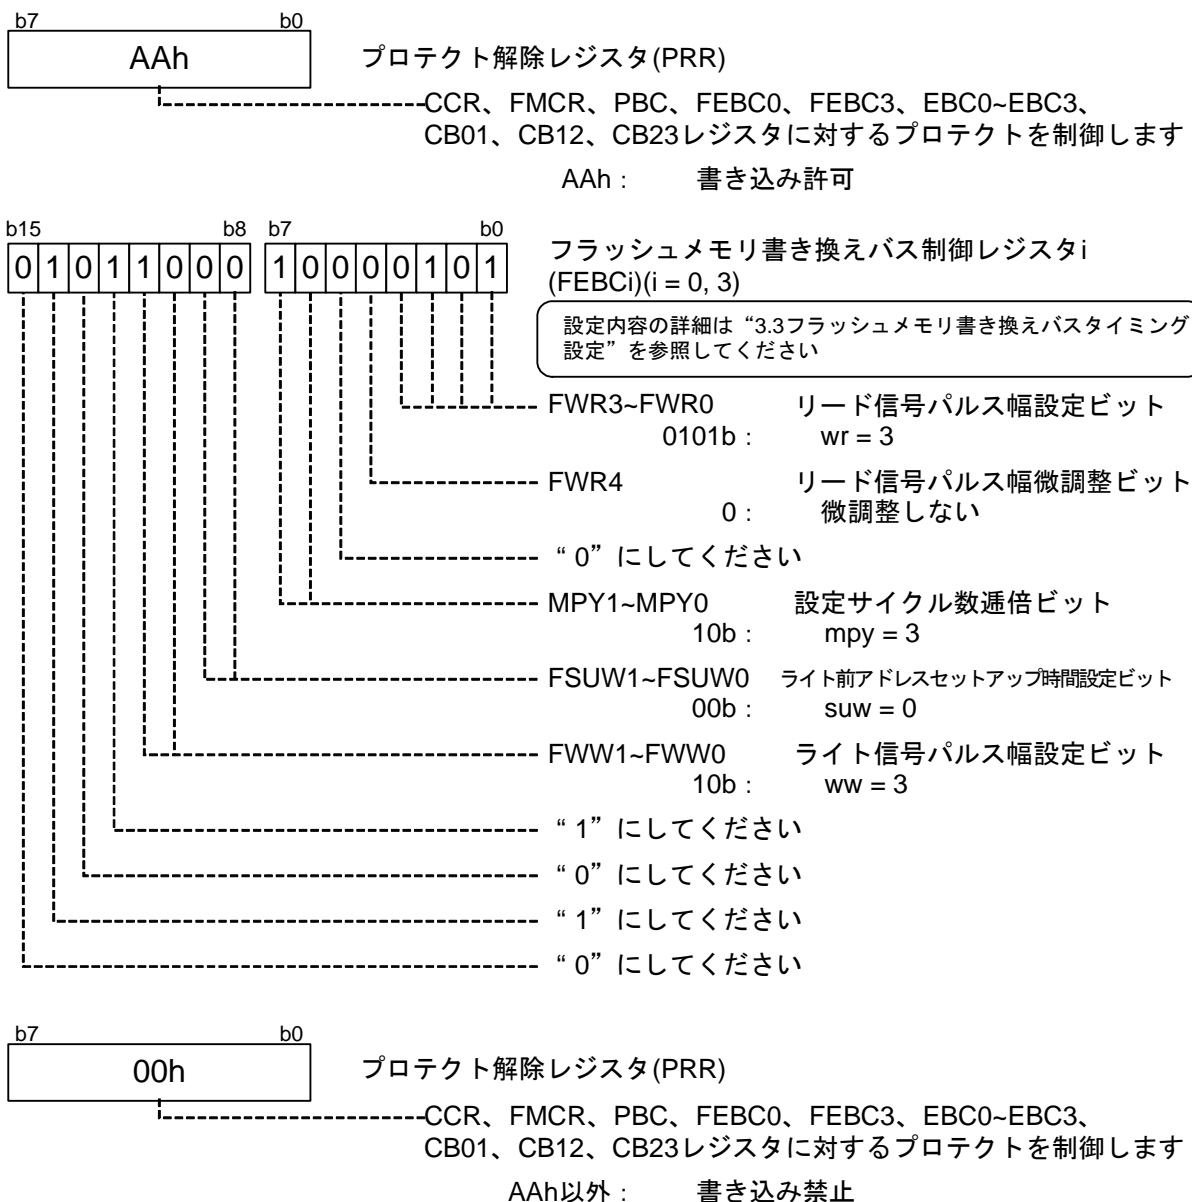 b7 b0
AAh
プロテクト解除レジスタ(PRR)
CCR、FMCR、PBC、FEBC0、FEBC3、EBC0~EBC3、
CB01、CB12、CB23レジスタに対するプロテクトを制御します
AAh : 書き込み許可
b15 b8 b7 b0
0 1 0 1 1 0 0 0 1 0 0 0 0 1 0 1
フラッシュメモリ書き換えバス制御レジスタi
(FEBCi)(i = 0, 3)
設定内容の詳細は“3.3フラッシュメモリ書き換えバスタイミング
設定”を参照してください
FWR3~FWR0 リード信号パルス幅設定ビット
0101b : wr = 3
FWR4 リード信号パルス幅微調整ビット
0 : 微調整しない
“0”にしてください
MPY1~MPY0 設定サイクル数逓倍ビット
10b : mpy = 3
FSUW1~FSUW0 ライト前アドレスセットアップ時間設定ビット
00b : suw = 0
FWW1~FWW0 ライト信号パルス幅設定ビット
10b : ww = 3
“1”にしてください
“0”にしてください
“1”にしてください
“0”にしてください
b7 b0
00h
プロテクト解除レジスタ(PRR)
CCR、FMCR、PBC、FEBC0、FEBC3、EBC0~EBC3、
CB01、CB12、CB23レジスタに対するプロテクトを制御します
AAh以外 : 書き込み禁止